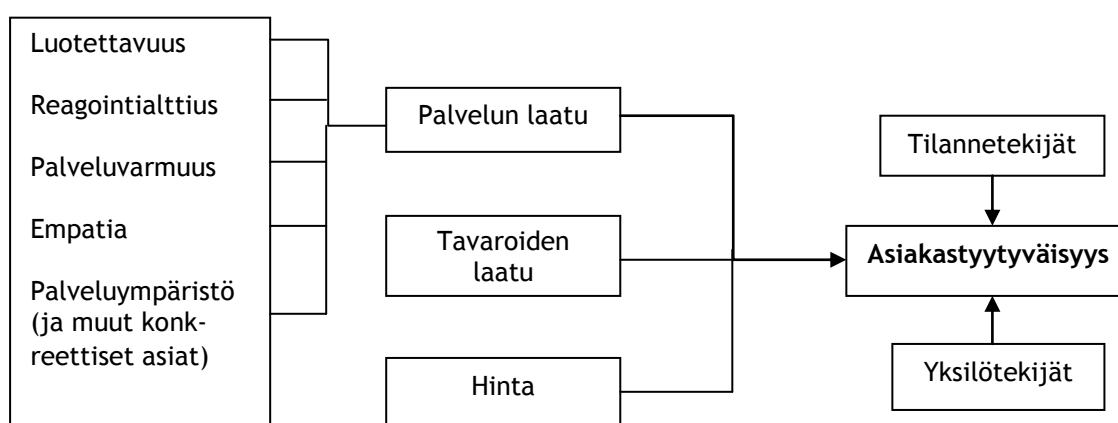 Luotettavuus
Reagointialttius
Palveluvarmuus
Empatia
Palveluympäristö
(ja muut konk-
reettiset asiat)
Palvelun laatu
Tavaroiden
laatu
Hinta
Tilannetekijät
Asiakastyytyväisyys
Yksilötekijät